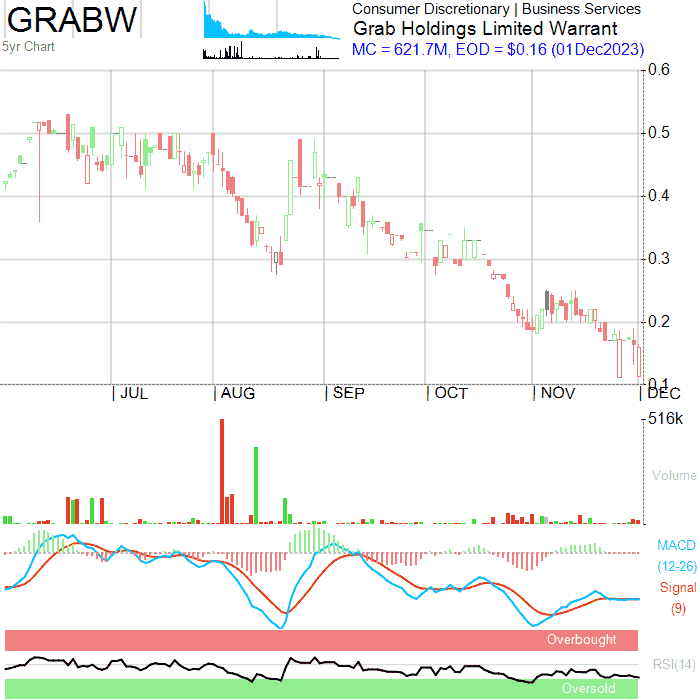 GRABW
5yr Chart
Consumer Discretionary | Business Services
Grab Holdings Limited Warrant
MC = 621.7M, EOD = $0.16 (01Dec2023)
0.6
0.5
0.4
0.3
0.2
0.1
JUL AUG SEP OCT NOV DEC
516k
Volume
MACD
(12-26)
Signal
(9)
Overbought
RSI(14)
Oversold